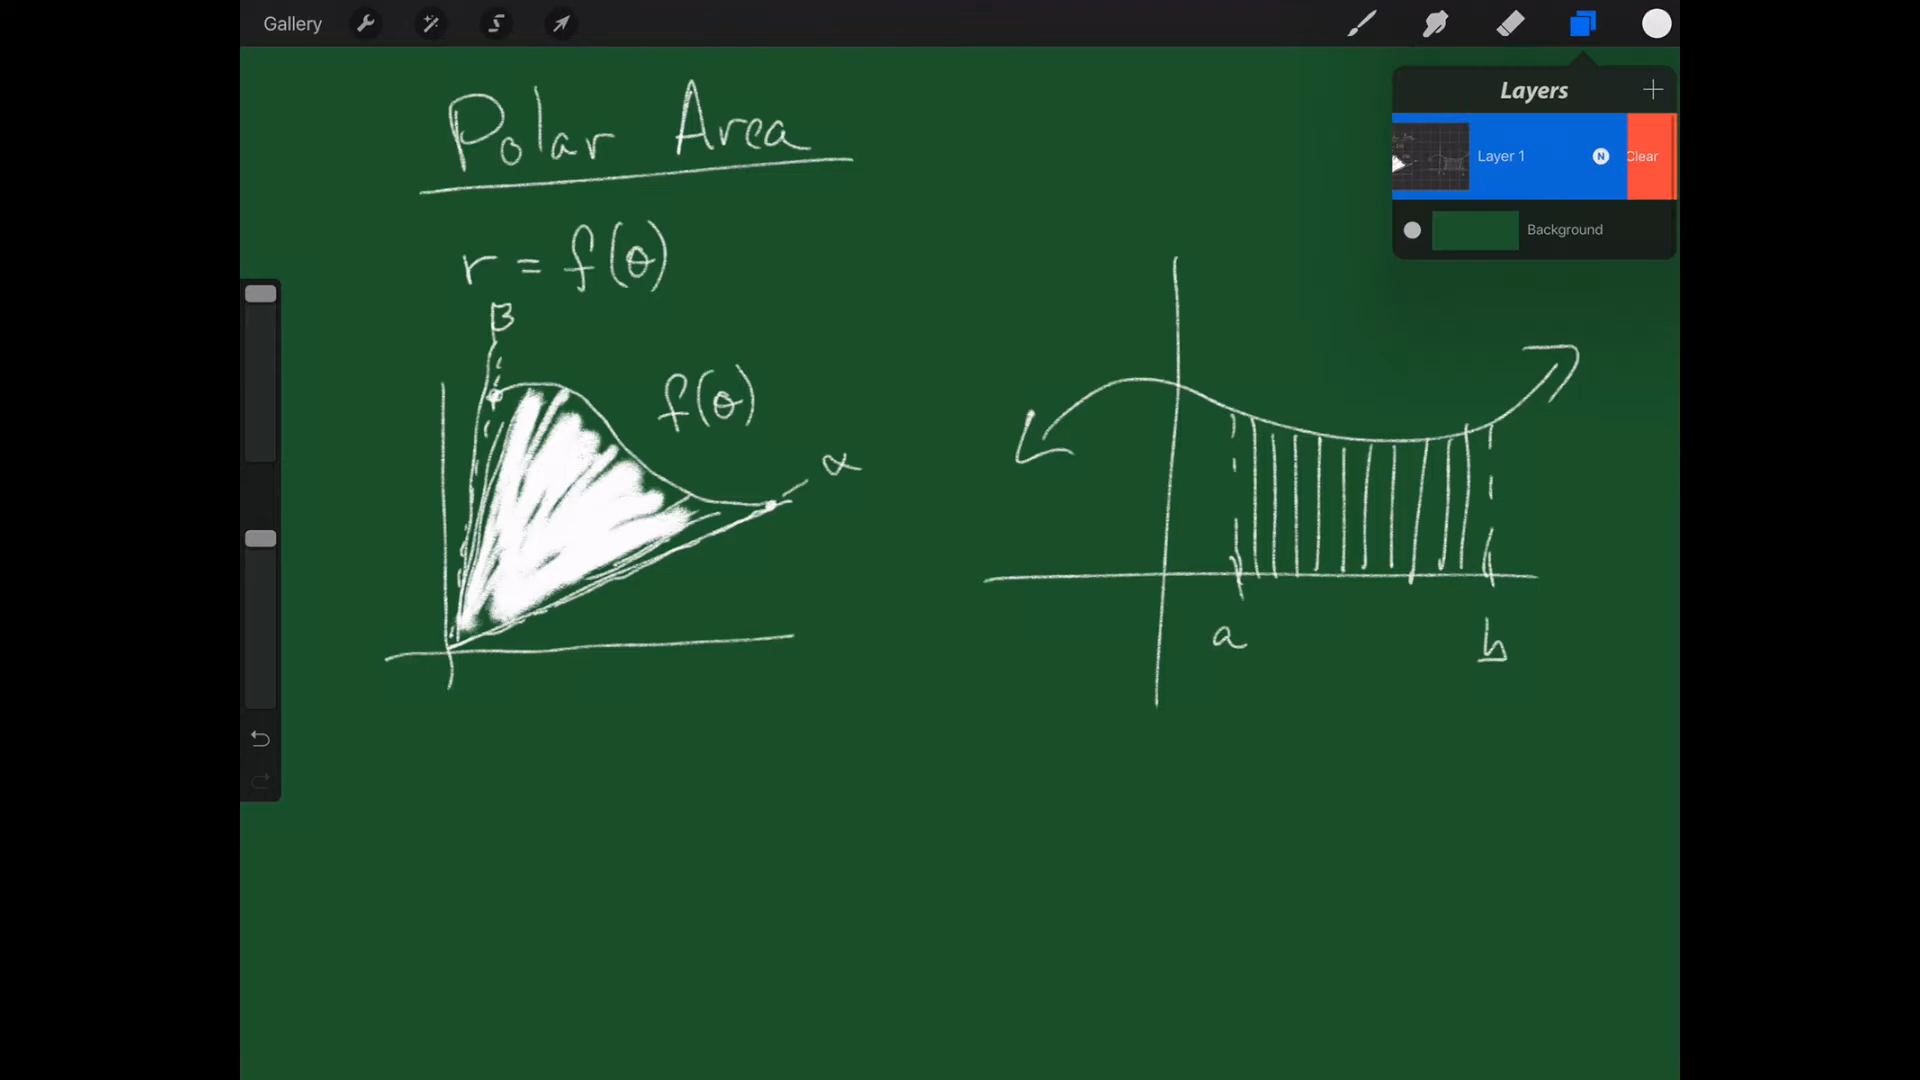 Gallery
Layers
Layer 1 N Clear
Background
Polar Area
r = f(θ)
β
f(θ)
α
a b